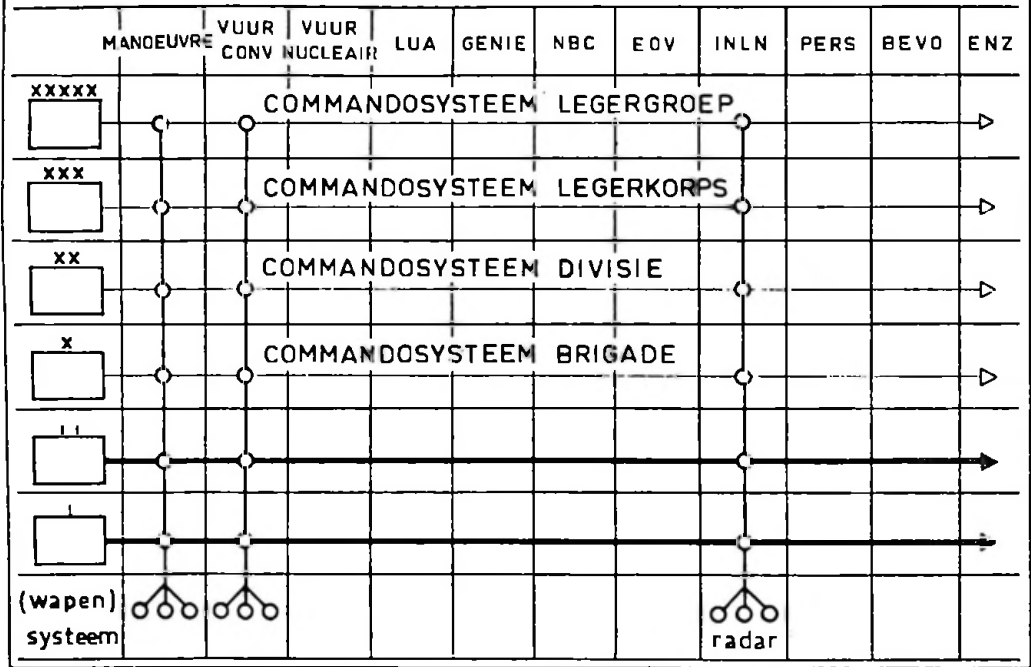 MANOEUVRE VUUR CONV VUUR NUCLEAIR LUA GENIE NBC EOV INLN PERS BEVO ENZ
XXXXX
COMMANDOSYSTEEM LEGERGROEP
XXX
COMMANDOSYSTEEM LEGERKORPS
XX
COMMANDOSYSTEEM DIVISIE
X
COMMANDOSYSTEEM BRIGADE
I I
I
(wapen)
systeem
radar